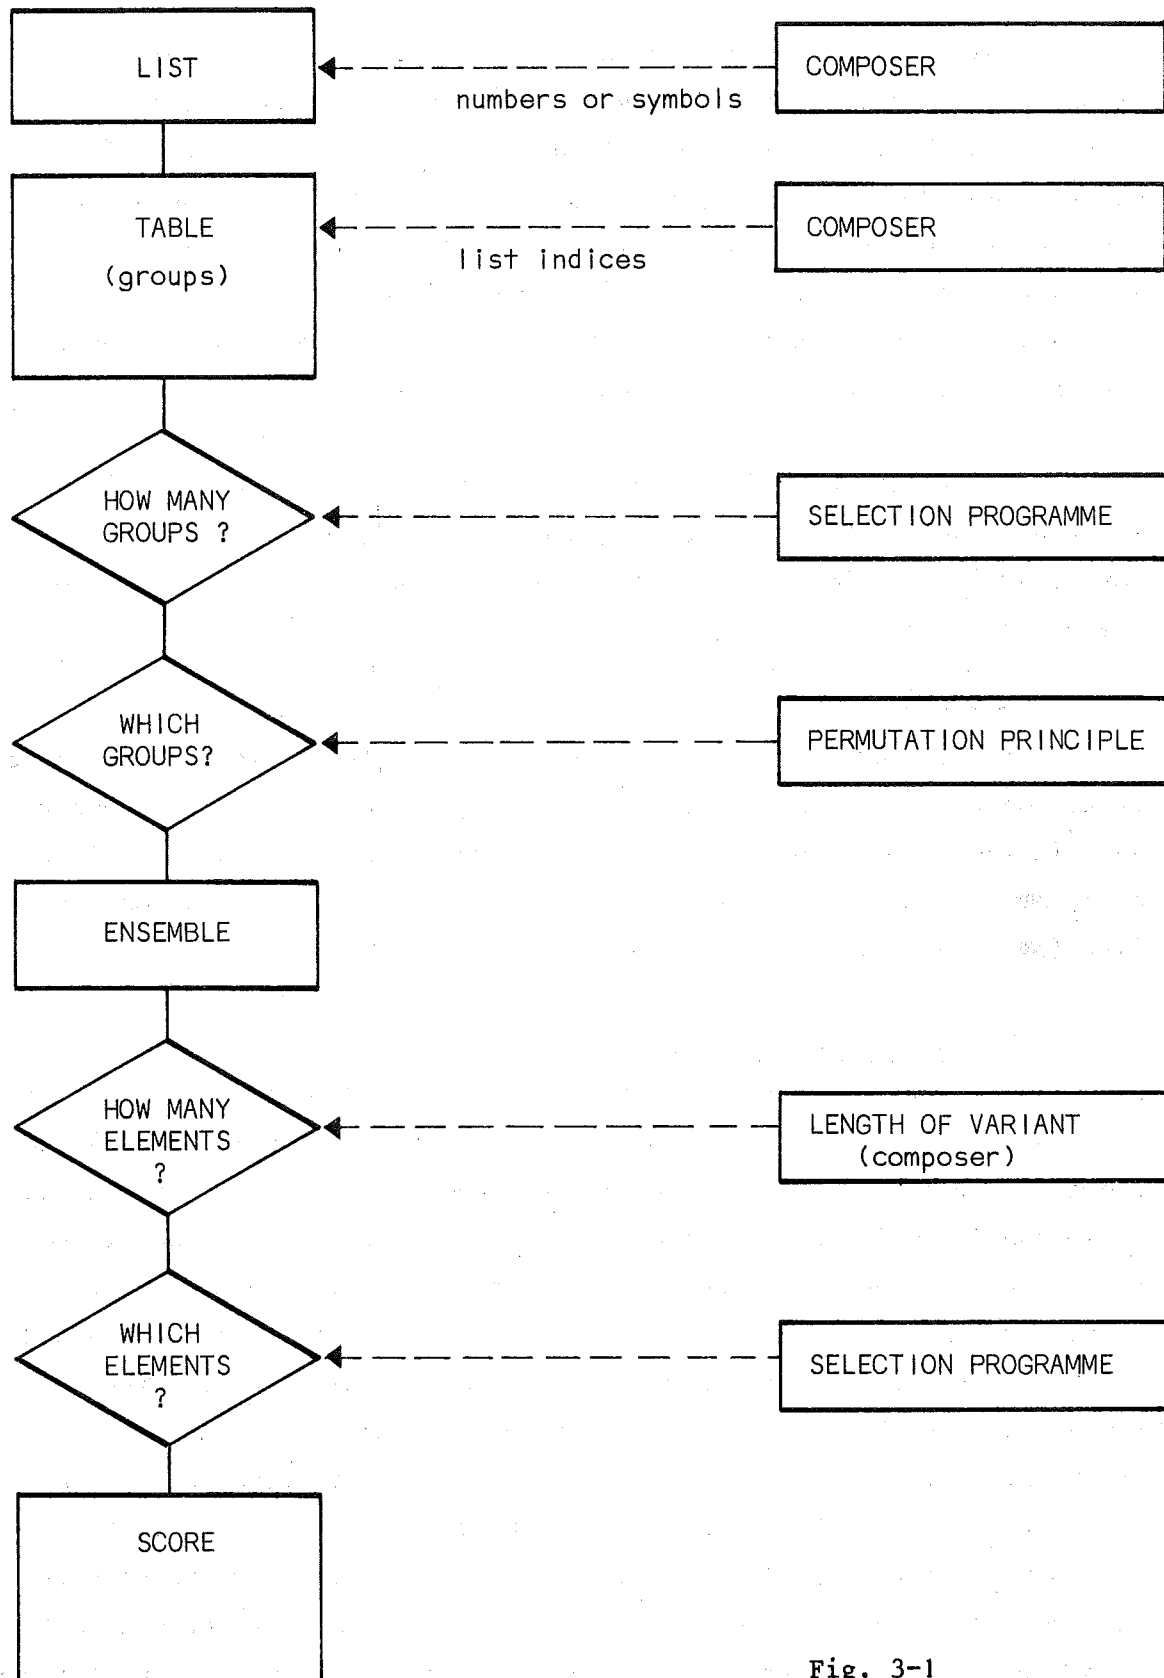 LIST
COMPOSER
numbers or symbols
TABLE
(groups)
COMPOSER
list indices
HOW MANY
GROUPS ?
SELECTION PROGRAMME
WHICH
GROUPS?
PERMUTATION PRINCIPLE
ENSEMBLE
HOW MANY
ELEMENTS
?
LENGTH OF VARIANT
(composer)
WHICH
ELEMENTS
?
SELECTION PROGRAMME
SCORE
Fig. 3-1